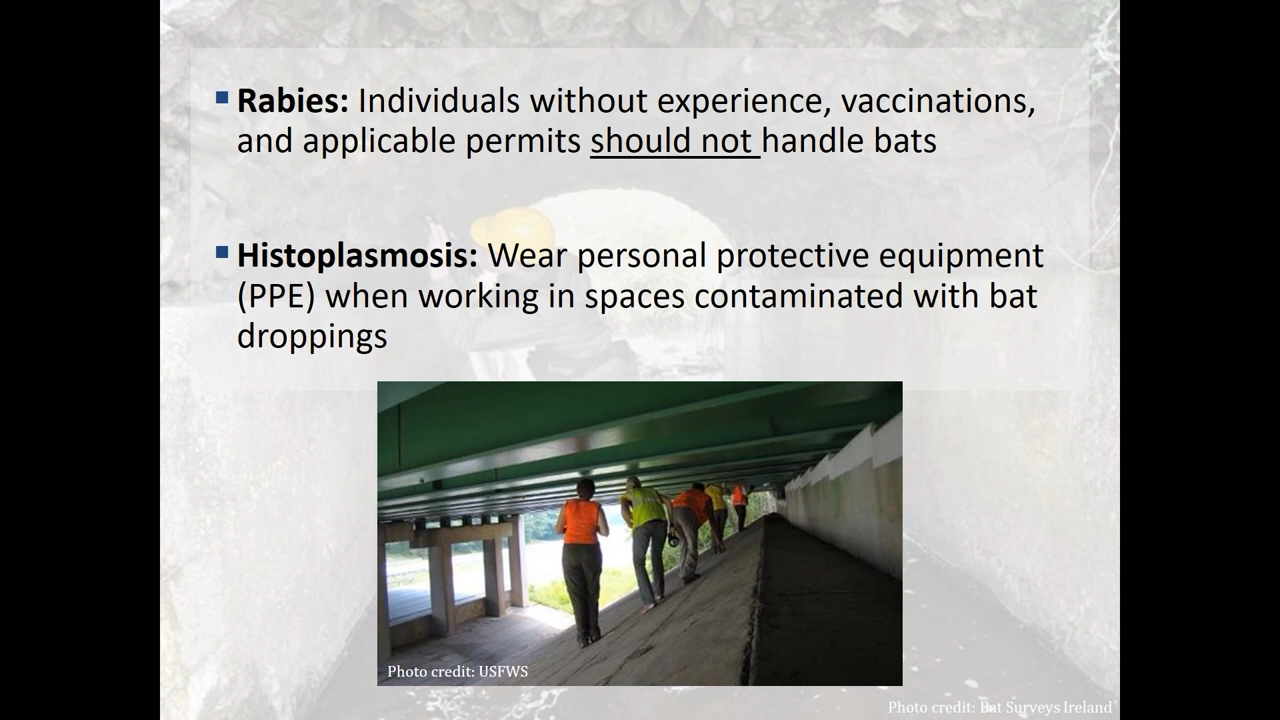 ▪ Rabies: Individuals without experience, vaccinations,
and applicable permits should not handle bats
▪ Histoplasmosis: Wear personal protective equipment
(PPE) when working in spaces contaminated with bat
droppings
Photo credit: USFWS
Photo credit: Bat Surveys Ireland